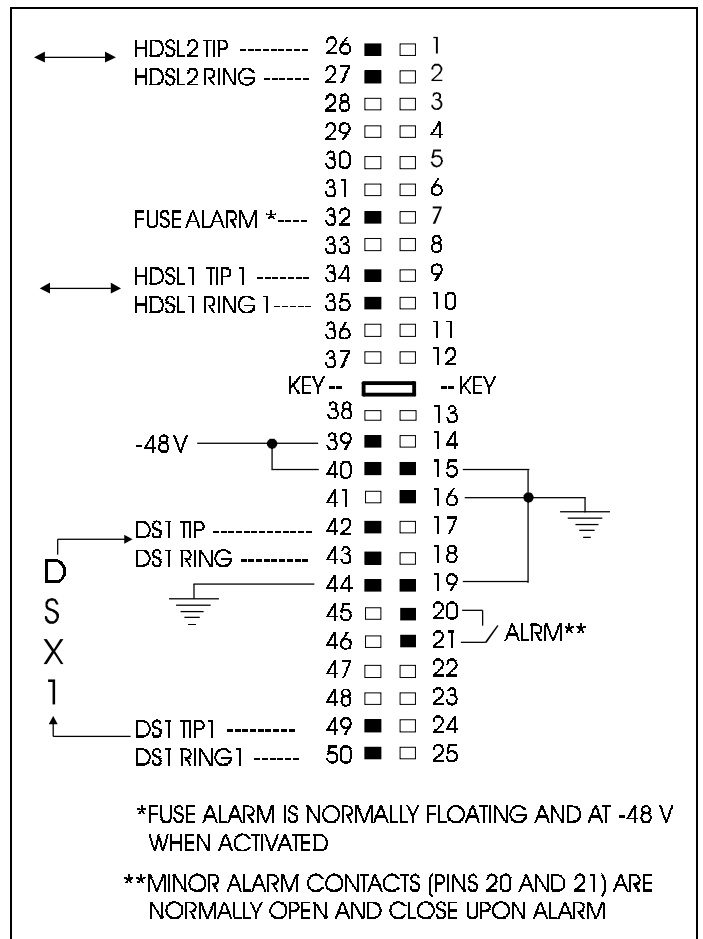 HDSL2 TIP --------- 26 1
HDSL2 RING ------ 27 2
28 3
29 4
30 5
31 6
FUSE ALARM *---- 32 7
33 8
HDSL1 TIP 1 ------- 34 9
HDSL1 RING 1----- 35 10
36 11
37 12
KEY -- -- KEY
38 13
-48 V 39 14
40 15
41 16
DS1 TIP ------------- 42 17
DS1 RING --------- 43 18
44 19
45 20
46 21 ALRM**
47 22
48 23
DS1 TIP1 --------- 49 24
DS1 RING1 ------ 50 25
D
S
X
1
*FUSE ALARM IS NORMALLY FLOATING AND AT -48 V
WHEN ACTIVATED
**MINOR ALARM CONTACTS (PINS 20 AND 21) ARE
NORMALLY OPEN AND CLOSE UPON ALARM